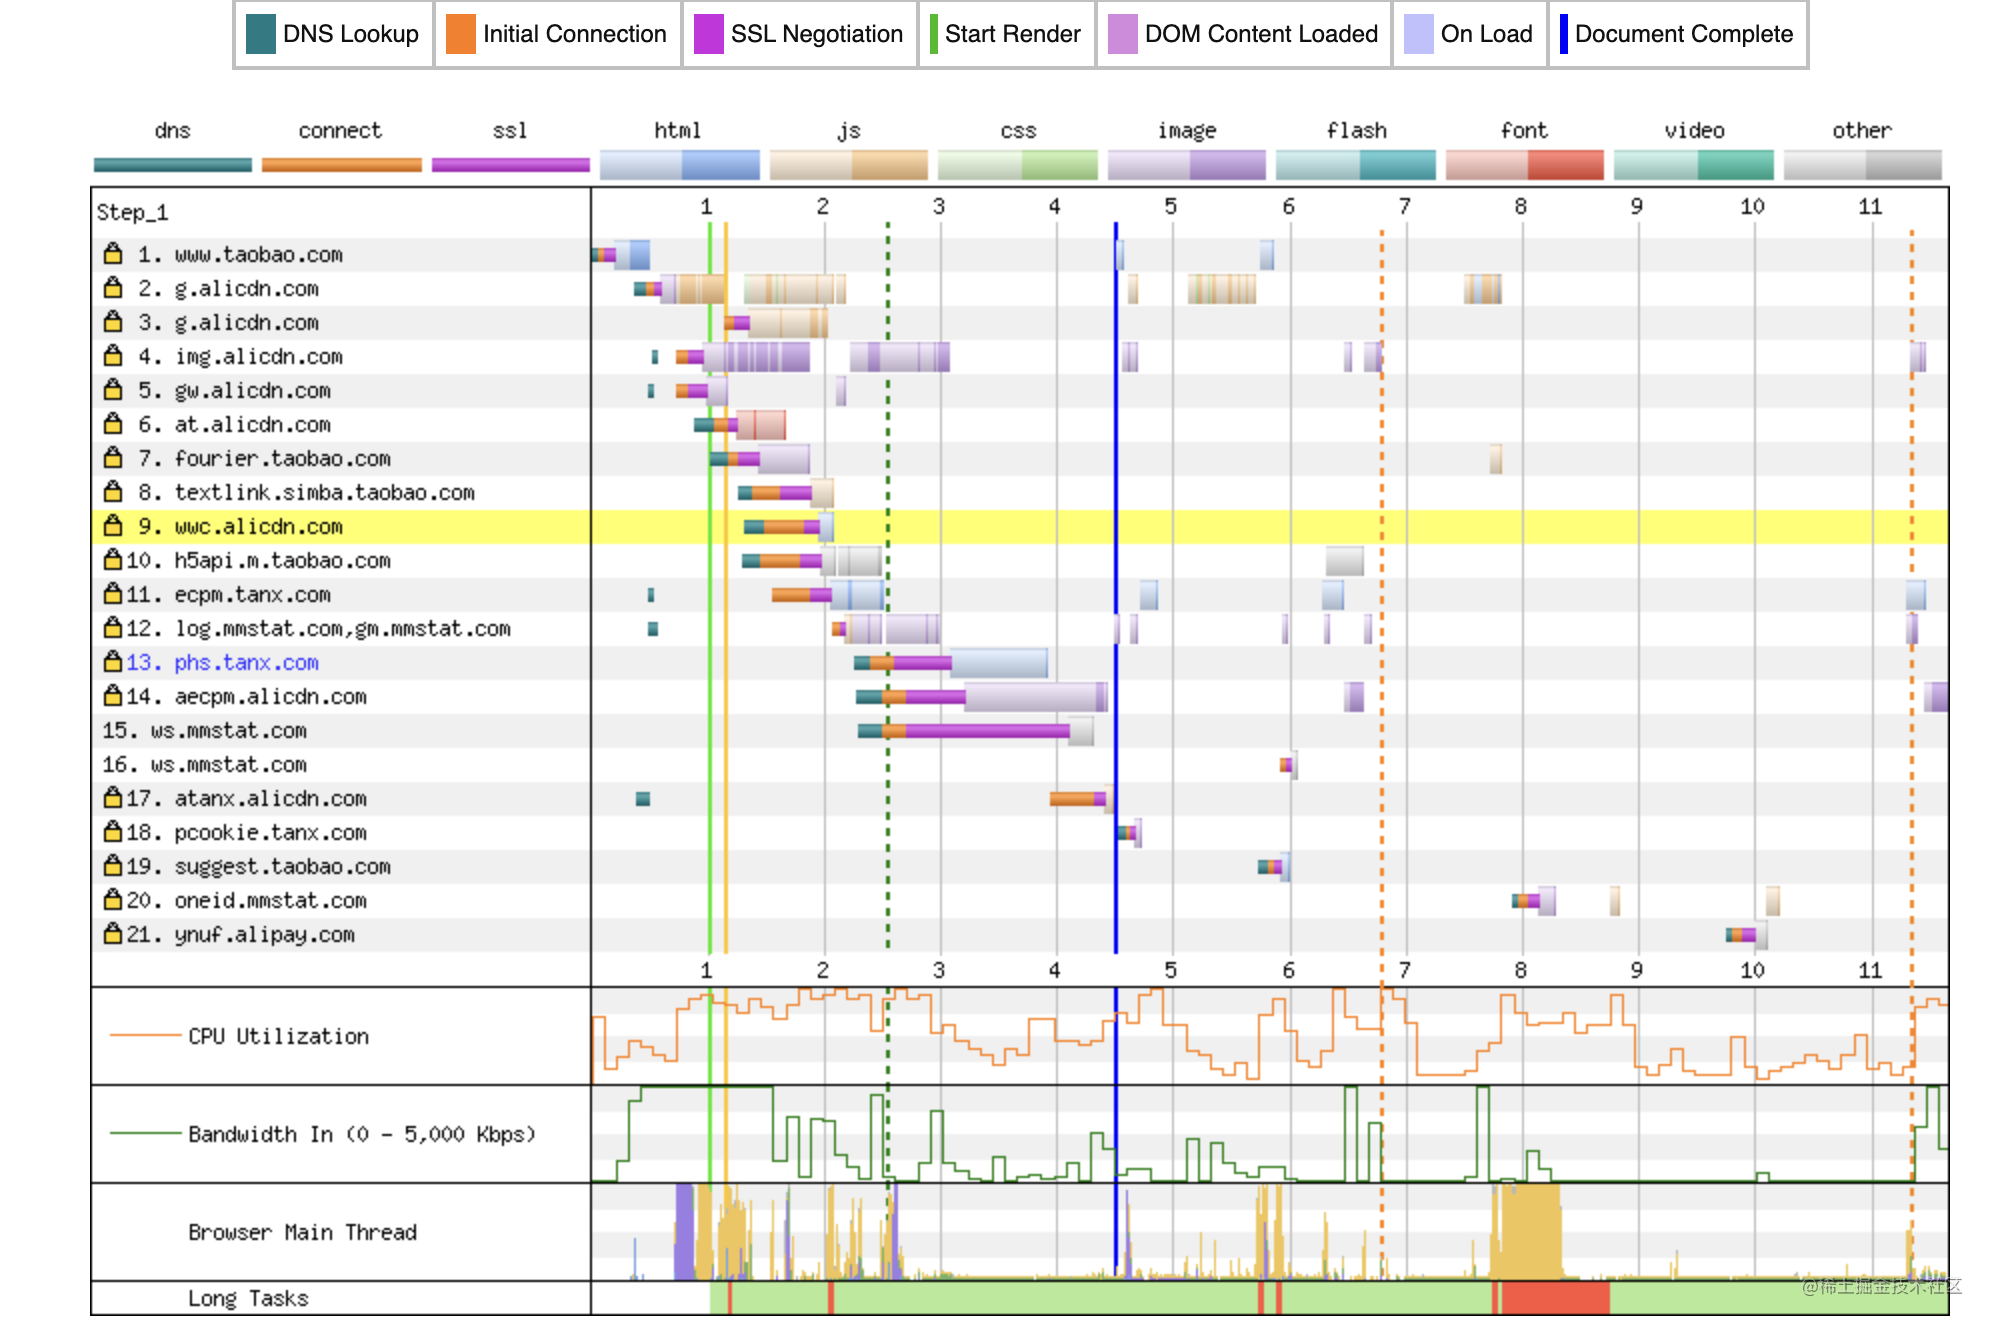 DNS Lookup Initial Connection SSL Negotiation Start Render DOM Content Loaded On Load Document Complete
dns connect ssl html js css image flash font video other
Step_1 1 2 3 4 5 6 7 8 9 10 11
1. www.taobao.com
2. g.alicdn.com
3. g.alicdn.com
4. img.alicdn.com
5. gw.alicdn.com
6. at.alicdn.com
7. fourier.taobao.com
8. textlink.simba.taobao.com
9. wwc.alicdn.com
10. h5api.m.taobao.com
11. ecpm.tanx.com
12. log.mmstat.com,gm.mmstat.com
13. phs.tanx.com
14. aecpm.alicdn.com
15. ws.mmstat.com
16. ws.mmstat.com
17. atanx.alicdn.com
18. pcookie.tanx.com
19. suggest.taobao.com
20. oneid.mmstat.com
21. ynuf.alipay.com
1 2 3 4 5 6 7 8 9 10 11
CPU Utilization
Bandwidth In (0 - 5,000 Kbps)
Browser Main Thread
Long Tasks
@稀土掘金技术社区